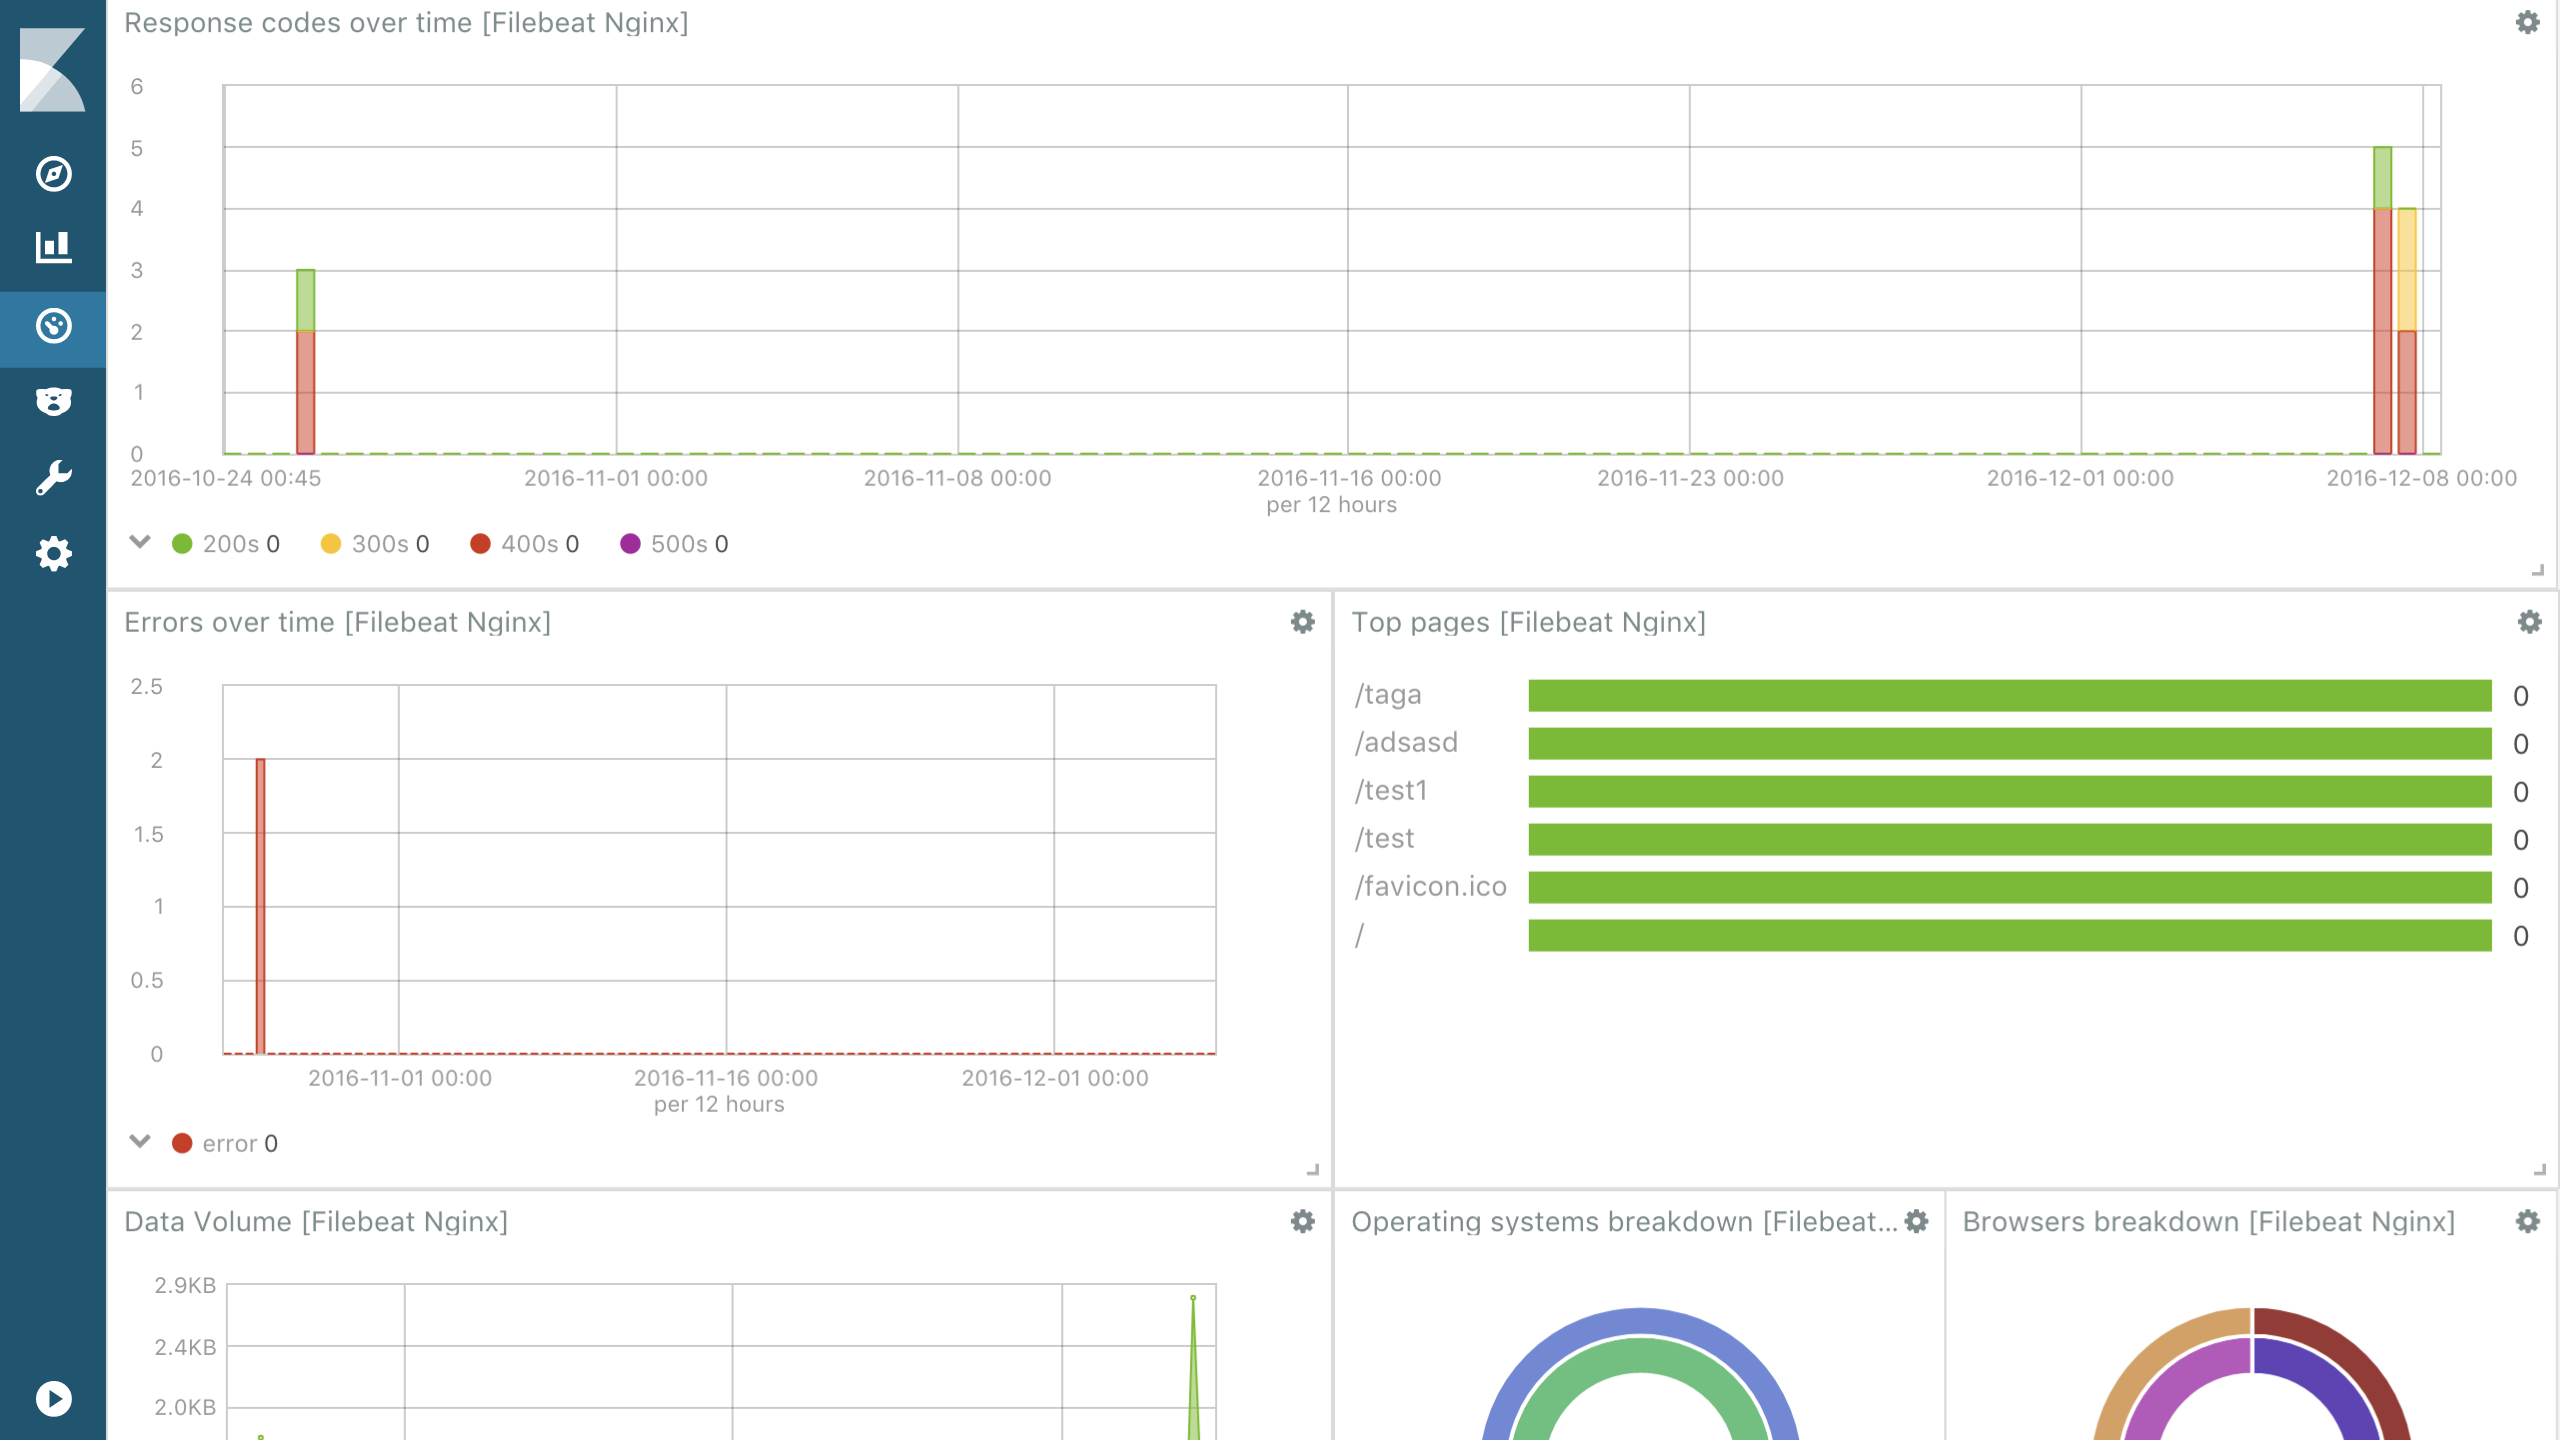 Response codes over time [Filebeat Nginx]
6
5
4
3
2
1
0
2016-10-24 00:45 2016-11-01 00:00 2016-11-08 00:00 2016-11-16 00:00 2016-11-23 00:00 2016-12-01 00:00 2016-12-08 00:00
per 12 hours
200s 0 300s 0 400s 0 500s 0
Errors over time [Filebeat Nginx]
2.5
2
1.5
1
0.5
0
2016-11-01 00:00 2016-11-16 00:00 2016-12-01 00:00
per 12 hours
error 0
Top pages [Filebeat Nginx]
/taga 0
/adsasd 0
/test1 0
/test 0
/favicon.ico 0
/ 0
Data Volume [Filebeat Nginx]
2.9KB
2.4KB
2.0KB
Operating systems breakdown [Filebeat...
Browsers breakdown [Filebeat Nginx]